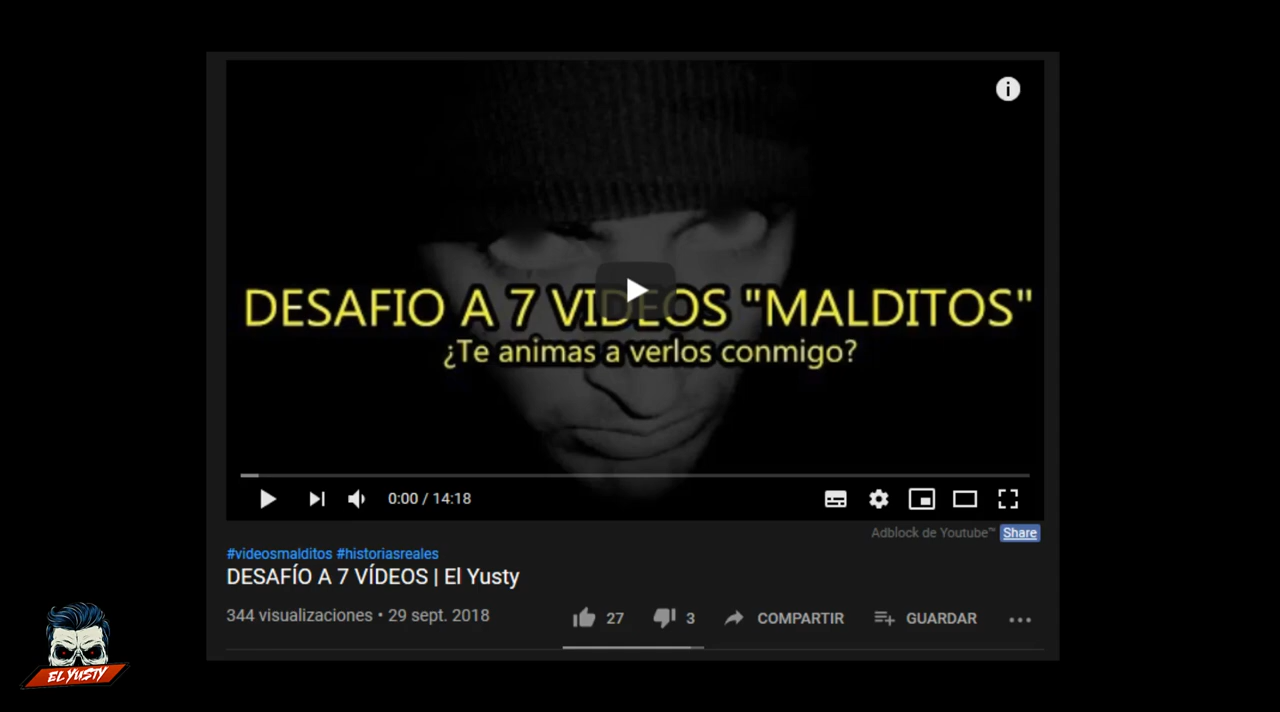 DESAFIO A 7 VIDEOS "MALDITOS"
¿Te animas a verlos conmigo?
0:00 / 14:18
Adblock de Youtube™ Share
#videosmalditos #historiasreales
DESAFÍO A 7 VÍDEOS | El Yusty
344 visualizaciones • 29 sept. 2018
27 3 COMPARTIR GUARDAR
EL YUSTY